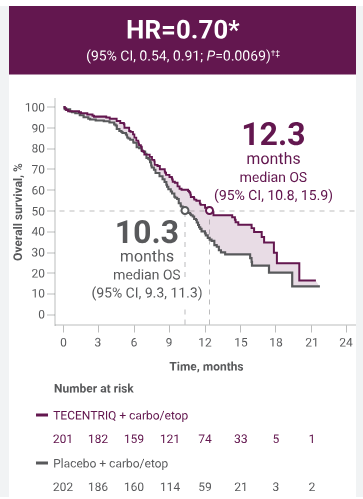 HR=0.70*
(95% CI, 0.54, 0.91; P=0.0069)†‡
100
90
80
70
60
50
40
30
20
10
0
Overall survival, %
12.3
months
median OS
(95% CI, 10.8, 15.9)
10.3
months
median OS
(95% CI, 9.3, 11.3)
0 3 6 9 12 15 18 21 24
Time, months
Number at risk
TECENTRIQ + carbo/etop
201 182 159 121 74 33 5 1
Placebo + carbo/etop
202 186 160 114 59 21 3 2